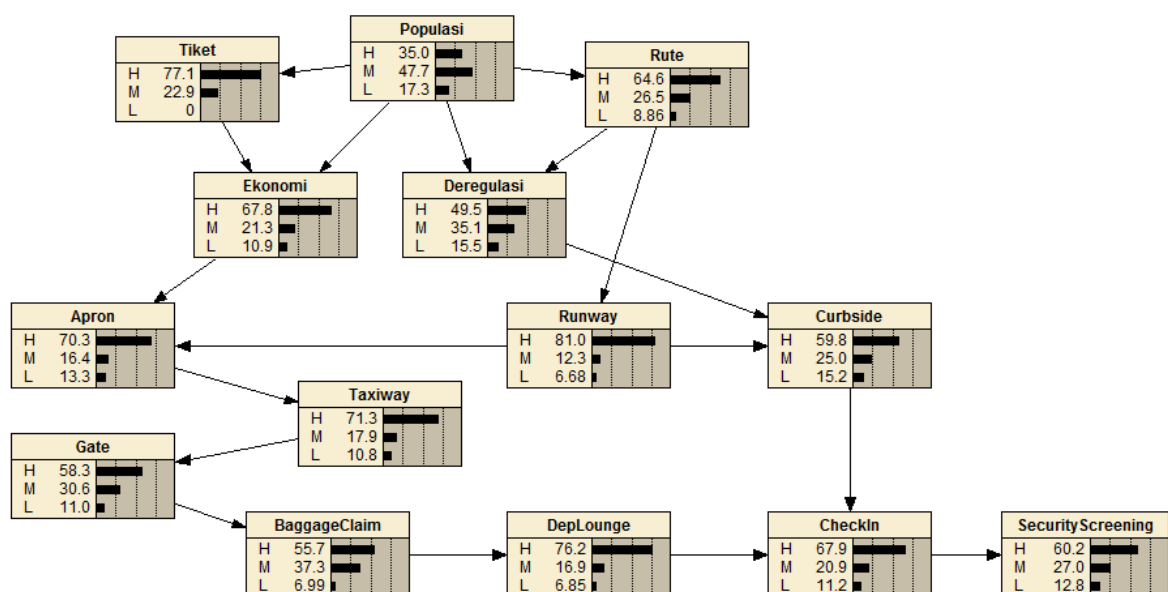 Populasi
H 35.0
M 47.7
L 17.3
Tiket
H 77.1
M 22.9
L 0
Rute
H 64.6
M 26.5
L 8.86
Ekonomi
H 67.8
M 21.3
L 10.9
Deregulasi
H 49.5
M 35.1
L 15.5
Apron
H 70.3
M 16.4
L 13.3
Runway
H 81.0
M 12.3
L 6.68
Curbside
H 59.8
M 25.0
L 15.2
Taxiway
H 71.3
M 17.9
L 10.8
Gate
H 58.3
M 30.6
L 11.0
BaggageClaim
H 55.7
M 37.3
L 6.99
DepLounge
H 76.2
M 16.9
L 6.85
CheckIn
H 67.9
M 20.9
L 11.2
SecurityScreening
H 60.2
M 27.0
L 12.8